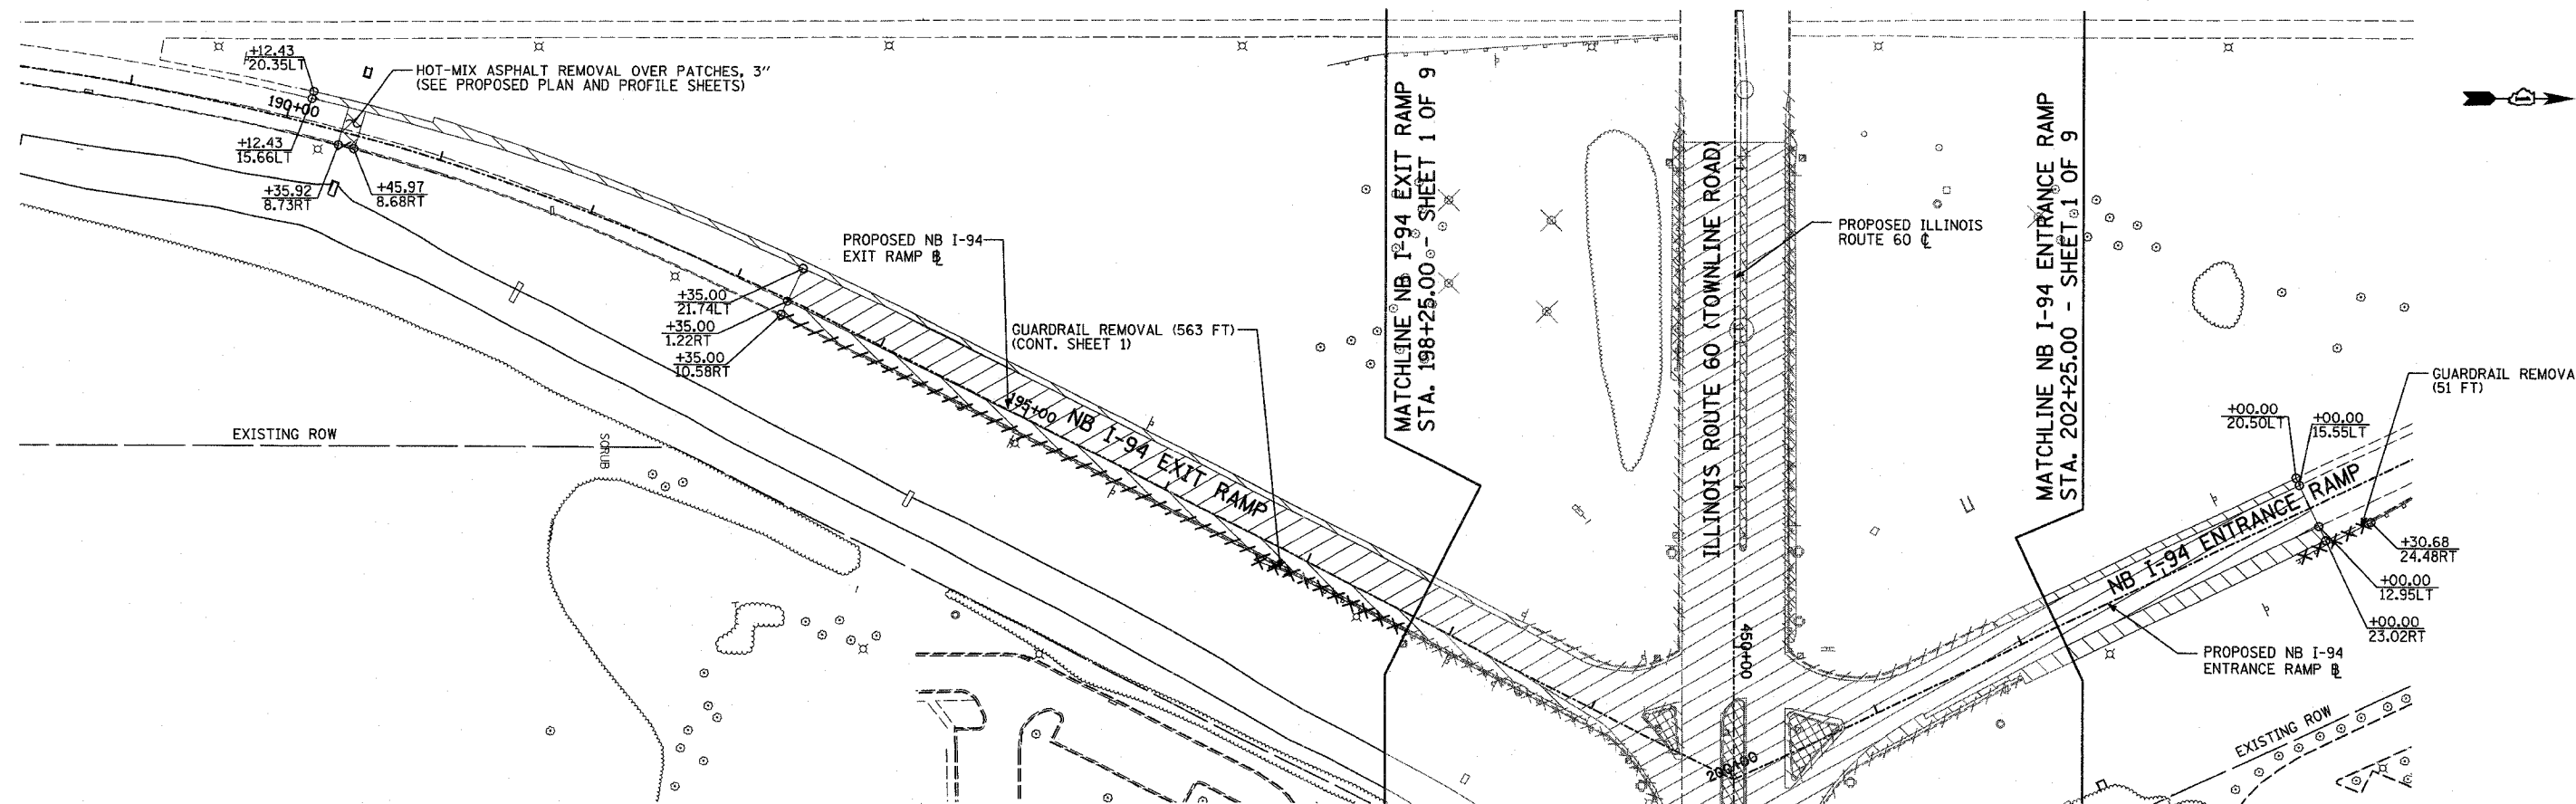 +12.43
20.35LT
HOT-MIX ASPHALT REMOVAL OVER PATCHES, 3"
(SEE PROPOSED PLAN AND PROFILE SHEETS)
190+00
+12.43
15.66LT
+35.92
8.73RT
+45.97
8.68RT
PROPOSED NB I-94
EXIT RAMP
+35.00
21.74LT
+35.00
1.22RT
+35.00
10.58RT
GUARDRAIL REMOVAL (563 FT)
(CONT. SHEET 1)
195+00
NB I-94 EXIT RAMP
EXISTING ROW
SCRUB
MATCHLINE NB I-94 EXIT RAMP
STA. 198+25.00 - SHEET 1 OF 9
ILLINOIS ROUTE 60 (TOWNLINE ROAD)
PROPOSED ILLINOIS
ROUTE 60 ℄
450+00
200+00
MATCHLINE NB I-94 ENTRANCE RAMP
STA. 202+25.00 - SHEET 1 OF 9
GUARDRAIL REMOVA
(51 FT)
+00.00
20.50LT
+00.00
15.55LT
NB I-94 ENTRANCE RAMP
+30.68
24.48RT
+00.00
12.95LT
+00.00
23.02RT
PROPOSED NB I-94
ENTRANCE RAMP
EXISTING ROW